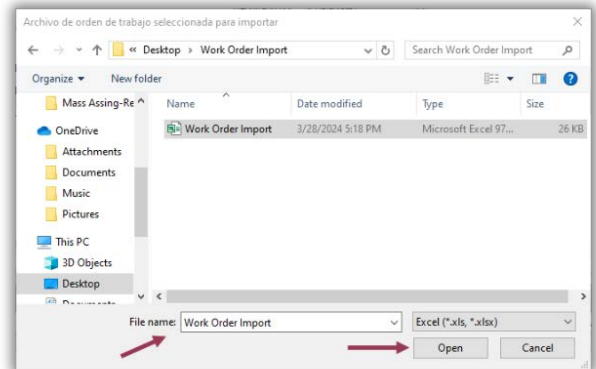 Archivo de orden de trabajo seleccionada para importar
« Desktop › Work Order Import
Search Work Order Import
Organize
New folder
Mass Assing-Re
Name
Date modified
Type
Size
OneDrive
Work Order Import
3/28/2024 5:18 PM
Microsoft Excel 97...
26 KB
Attachments
Documents
Music
Pictures
This PC
3D Objects
Desktop
File name:
Work Order Import
Excel (*.xls, *.xlsx)
Open
Cancel